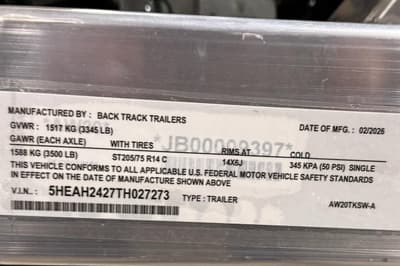 MANUFACTURED BY : BACK TRACK TRAILERS
GVWR : 1517 KG (3345 LB) DATE OF MFG. : 02/2026
GAWR (EACH AXLE) WITH TIRES RIMS AT COLD
1588 KG (3500 LB) ST205/75 R14 C 14X6J 345 KPA (50 PSI) SINGLE
THIS VEHICLE CONFORMS TO ALL APPLICABLE U.S. FEDERAL MOTOR VEHICLE SAFETY STANDARDS
IN EFFECT ON THE DATE OF MANUFACTURE SHOWN ABOVE
V.I.N.: 5HEAH2427TH027273 TYPE : TRAILER AW20TKSW-A